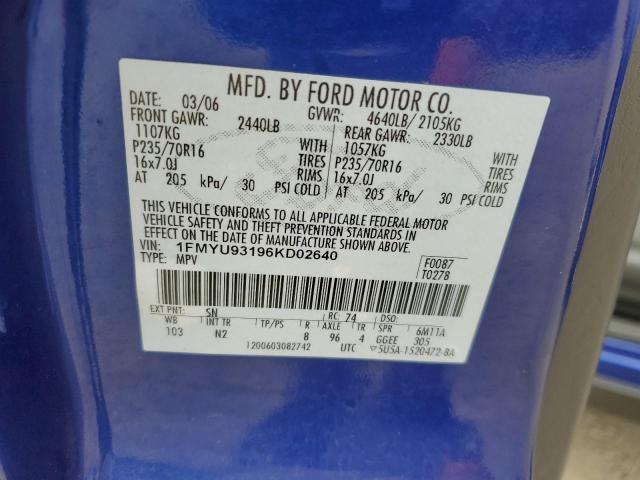 MFD. BY FORD MOTOR CO.
DATE: 03/06 GVWR: 4640LB/ 2105KG
FRONT GAWR: 2440LB REAR GAWR: 2330LB
1107KG WITH 1057KG WITH
P235/70R16 TIRES P235/70R16 TIRES
16x7.0J RIMS 16x7.0J RIMS
AT 205 kPa/ 30 PSI COLD AT 205 kPa/ 30 PSI COLD
THIS VEHICLE CONFORMS TO ALL APPLICABLE FEDERAL MOTOR
VEHICLE SAFETY AND THEFT PREVENTION STANDARDS IN
EFFECT ON THE DATE OF MANUFACTURE SHOWN ABOVE.
VIN: 1FMYU93196KD02640 F0087
TYPE: MPV T0278
EXT PNT: SN RC: 74 DSO:
WB INT TR TP/PS R AXLE TR SPR 6M11A
103 N2 8 96 4 GGEE 305
1200603082742 UTC 5U5A-1520472-BA
Ford